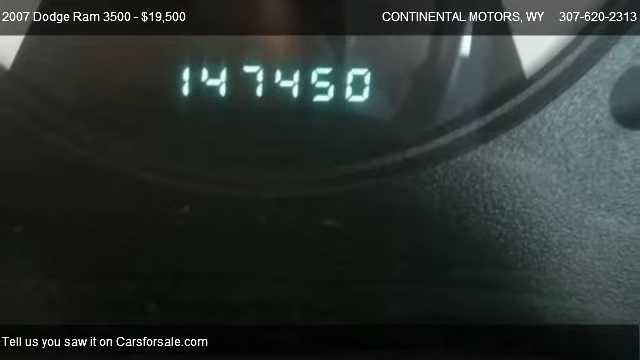 2007 Dodge Ram 3500 - $19,500
CONTINENTAL MOTORS, WY 307-620-2313
147450
Tell us you saw it on Carsforsale.com